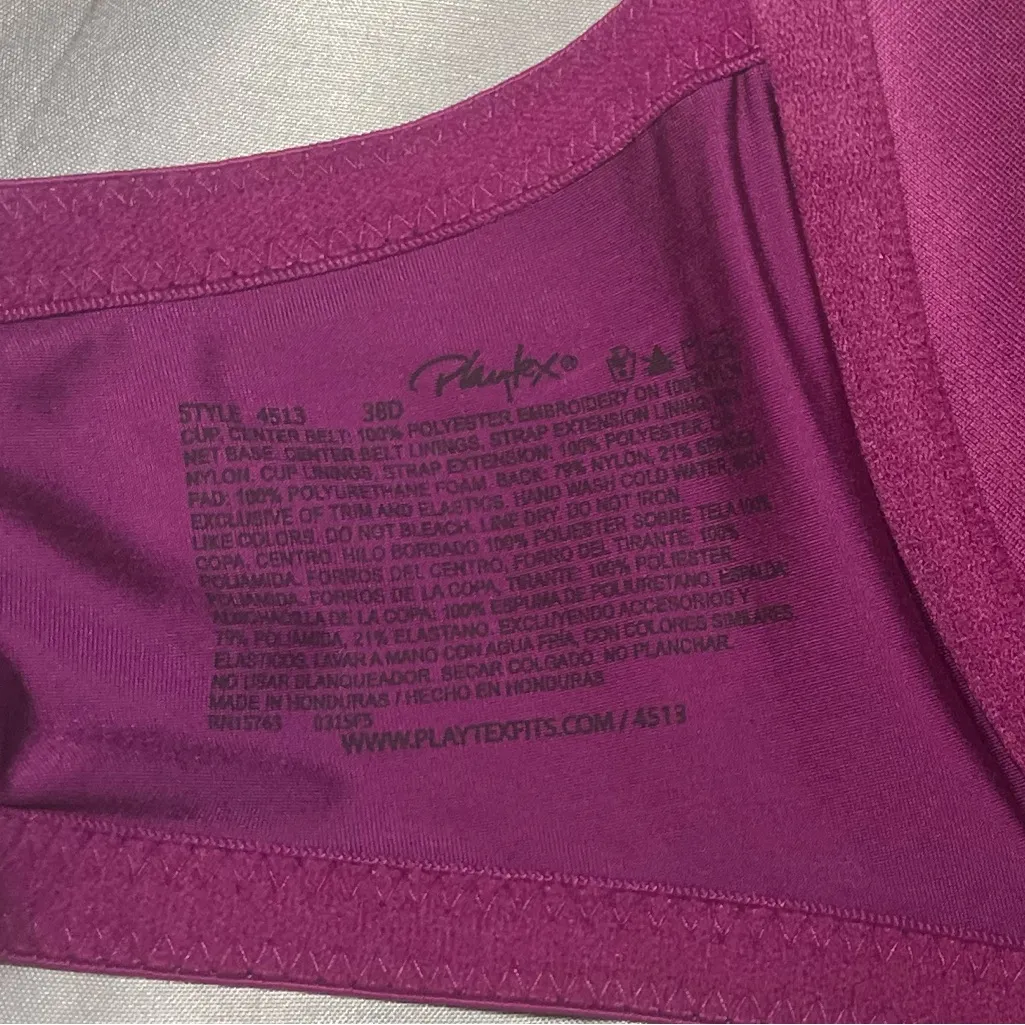 Playtex®
STYLE 4513 38D
CUP, CENTER BELT: 100% POLYESTER EMBROIDERY ON 100%
NET BASE. CENTER BELT LININGS, STRAP EXTENSION LINING:
NYLON. CUP LININGS, STRAP EXTENSION: 100% POLYESTER.
PAD: 100% POLYURETHANE FOAM. BACK: 79% NYLON, 21%
EXCLUSIVE OF TRIM AND ELASTICS. HAND WASH COLD WATER,
LIKE COLORS. DO NOT BLEACH. LINE DRY. DO NOT IRON.
COPA, CENTRO: HILO BORDADO 100% POLIESTER SOBRE TELA 100%
POLIAMIDA. FORROS DEL CENTRO, FORRO DEL TIRANTE: 100%
POLIAMIDA. FORROS DE LA COPA, TIRANTE: 100% POLIESTER.
DE LA COPA: 100% ESPUMA DE POLIURETANO. ESPALDA:
79% POLIAMIDA, 21% ELASTANO. EXCLUYENDO ACCESORIOS Y
ELASTICOS. LAVAR A MANO CON AGUA FRIA, CON COLORES SIMILARES.
NO USAR BLANQUEADOR. SECAR COLGADO. NO PLANCHAR.
MADE IN HONDURAS / HECHO EN HONDURAS
RN15763 0315F5
WWW.PLAYTEXFITS.COM / 4513